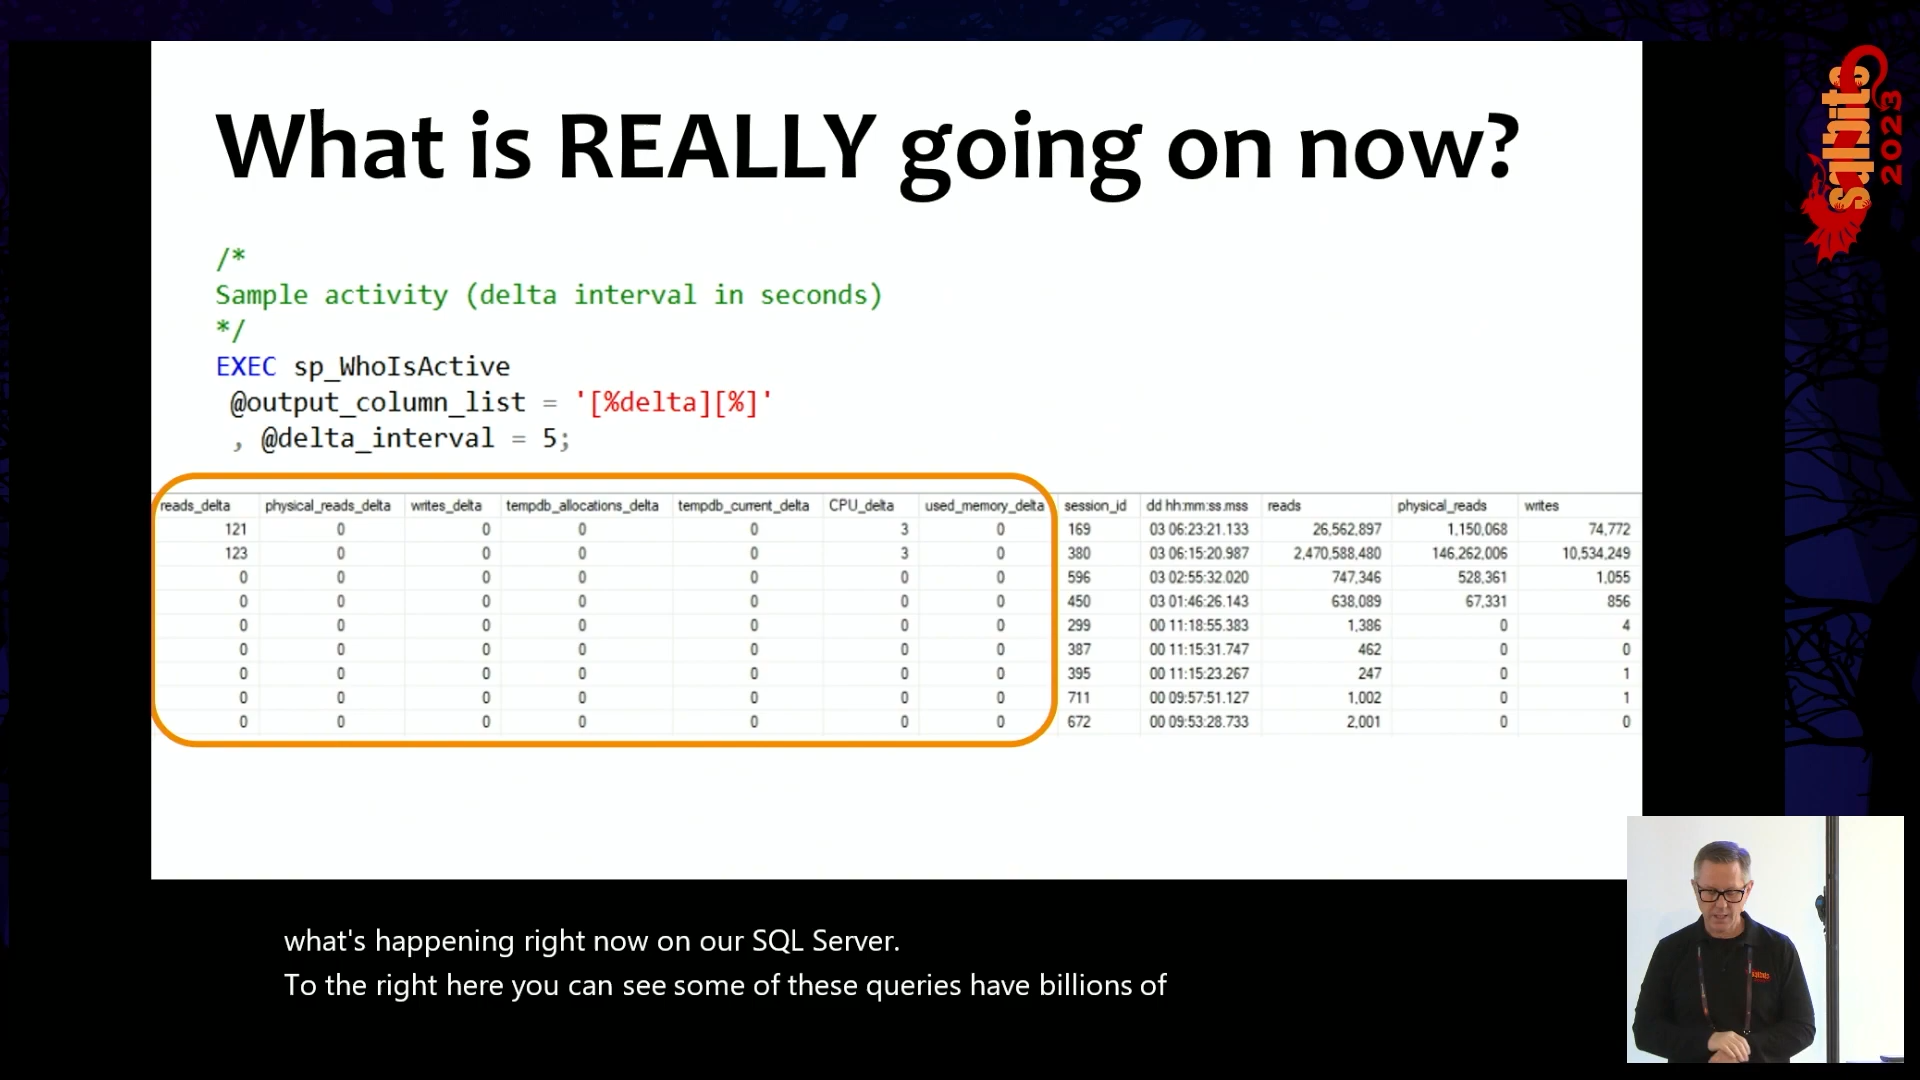 What is REALLY going on now?
/*
Sample activity (delta interval in seconds)
*/
EXEC sp_WhoIsActive
@output_column_list = '[%delta][%]'
, @delta_interval = 5;
reads_delta physical_reads_delta writes_delta tempdb_allocations_delta tempdb_current_delta CPU_delta used_memory_delta session_id dd hh:mm:ss.mss reads physical_reads writes
121 0 0 0 0 3 0 169 03 06:23:21.133 26,562,897 1,150,068 74,772
123 0 0 0 0 3 0 380 03 06:15:20.987 2,470,588,480 146,262,006 10,534,249
0 0 0 0 0 0 0 596 03 02:55:32.020 747,346 528,361 1,055
0 0 0 0 0 0 0 450 03 01:46:26.143 638,089 67,331 856
0 0 0 0 0 0 0 299 00 11:18:55.383 1,386 0 4
0 0 0 0 0 0 0 387 00 11:15:31.747 462 0 0
0 0 0 0 0 0 0 395 00 11:15:23.267 247 0 1
0 0 0 0 0 0 0 711 00 09:57:51.127 1,002 0 1
0 0 0 0 0 0 0 672 00 09:53:28.733 2,001 0 0
what's happening right now on our SQL Server.
To the right here you can see some of these queries have billions of
sqlbits
2023